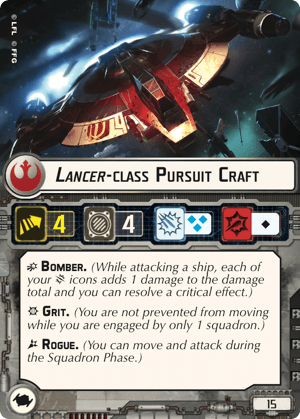 © LFL © FFG
LANCER-CLASS PURSUIT CRAFT
4 4
BOMBER. (While attacking a ship, each of
your icons adds 1 damage to the damage
total and you can resolve a critical effect.)
GRIT. (You are not prevented from moving
while you are engaged by only 1 squadron.)
ROGUE. (You can move and attack during
the Squadron Phase.)
15